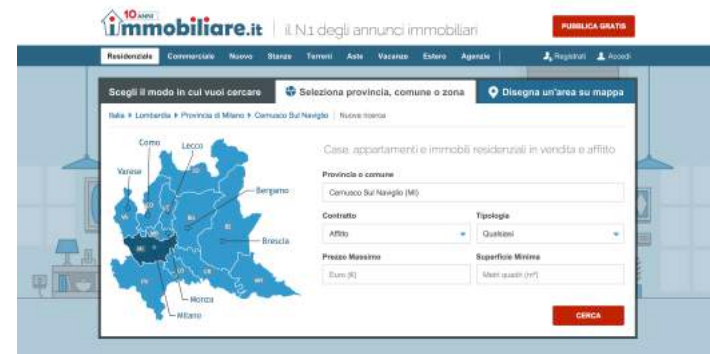 10 ANNI
immobiliare.it
il N.1 degli annunci immobiliari
PUBBLICA GRATIS
Residenziale Commerciale Nuovo Stanze Terreni Aste Vacanze Estero Agenzie
Registrati Accedi
Scegli il modo in cui vuoi cercare
Seleziona provincia, comune o zona
Disegna un'area su mappa
Italia Lombardia Provincia di Milano Cernusco Sul Naviglio Nuova ricerca
Como
Lecco
Varese
Bergamo
Brescia
Monza
Milano
Case, appartamenti e immobili residenziali in vendita e affitto
Provincia o comune
Cernusco Sul Naviglio (MI)
Contratto Tipologia
Affitto Qualsiasi
Prezzo Massimo Superficie Minima
Euro (€) Metri quadri (m²)
CERCA